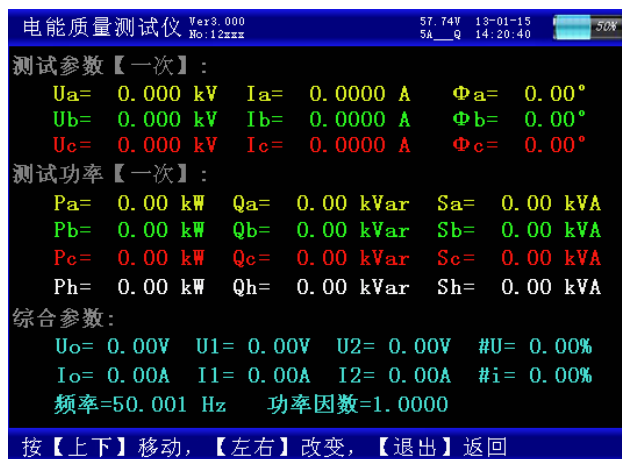 电能质量测试仪 Ver3.000 No:12xxx 57.74V 5A__Q 13-01-15 14:20:40 50%
测试参数【一次】:
Ua= 0.000 kV Ia= 0.0000 A Φa= 0.00°
Ub= 0.000 kV Ib= 0.0000 A Φb= 0.00°
Uc= 0.000 kV Ic= 0.0000 A Φc= 0.00°
测试功率【一次】:
Pa= 0.00 kW Qa= 0.00 kVar Sa= 0.00 kVA
Pb= 0.00 kW Qb= 0.00 kVar Sb= 0.00 kVA
Pc= 0.00 kW Qc= 0.00 kVar Sc= 0.00 kVA
Ph= 0.00 kW Qh= 0.00 kVar Sh= 0.00 kVA
综合参数:
Uo= 0.00V U1= 0.00V U2= 0.00V #U= 0.00%
Io= 0.00A I1= 0.00A I2= 0.00A #i= 0.00%
频率=50.001 Hz 功率因数=1.0000
按【上下】移动，【左右】改变，【退出】返回